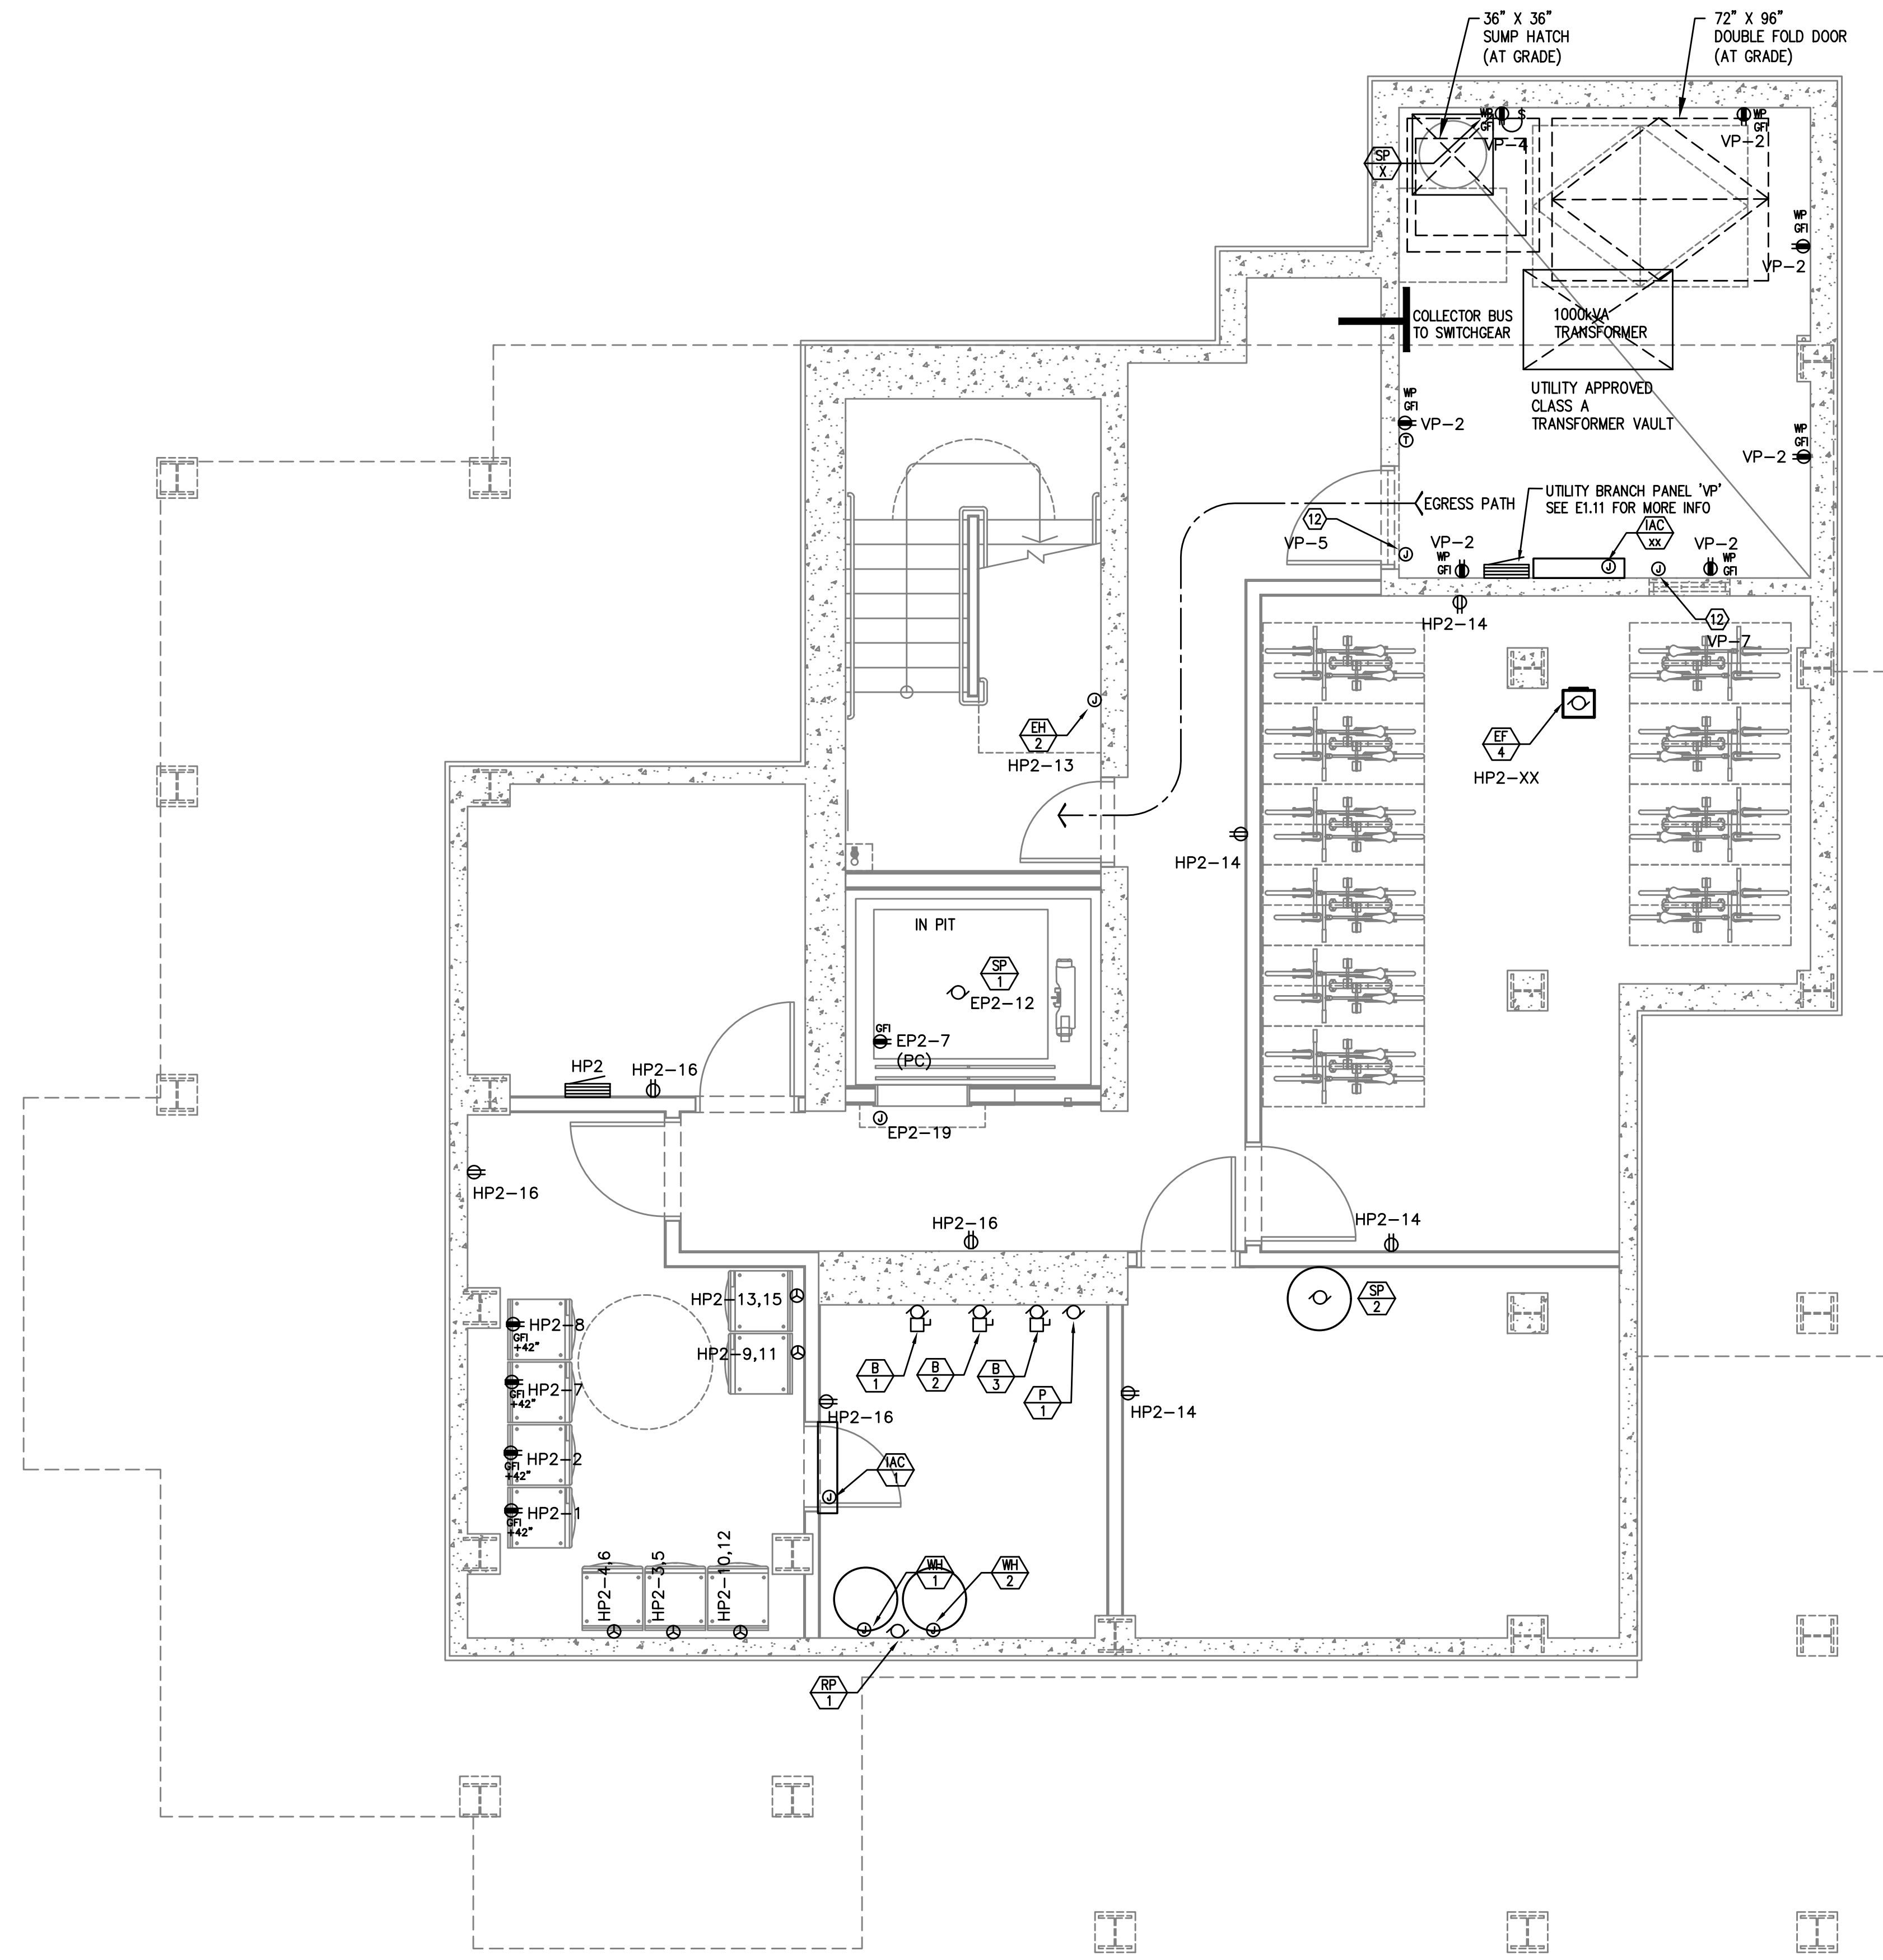 36" X 36"
SUMP HATCH
(AT GRADE)
72" X 96"
DOUBLE FOLD DOOR
(AT GRADE)
WP
GFI
$
VP-4
WP
GFI
VP-2
SP
X
WP
GFI
VP-2
COLLECTOR BUS
TO SWITCHGEAR
1000kVA
TRANSFORMER
UTILITY APPROVED
CLASS A
TRANSFORMER VAULT
WP
GFI
VP-2
T
WP
GFI
VP-2
EGRESS PATH
UTILITY BRANCH PANEL 'VP'
SEE E1.11 FOR MORE INFO
12
VP-5
J
VP-2
WP
GFI
IAC
XX
J
J
VP-2
WP
GFI
HP2-14
12
VP-7
J
EH
2
HP2-13
EF
4
HP2-XX
HP2-14
IN PIT
SP
1
EP2-12
GFI
EP2-7
(PC)
HP2
HP2-16
J
EP2-19
HP2-16
HP2-16
HP2-14
HP2-13,15
SP
2
HP2-8
GFI
+42"
HP2-9,11
B
1
B
2
B
3
P
1
HP2-7
GFI
+42"
HP2-16
HP2-14
HP2-2
GFI
+42"
IAC
1
J
HP2-1
GFI
+42"
HP2-4,6
HP2-3,5
HP2-10,12
WH
1
WH
2
J
J
RP
1